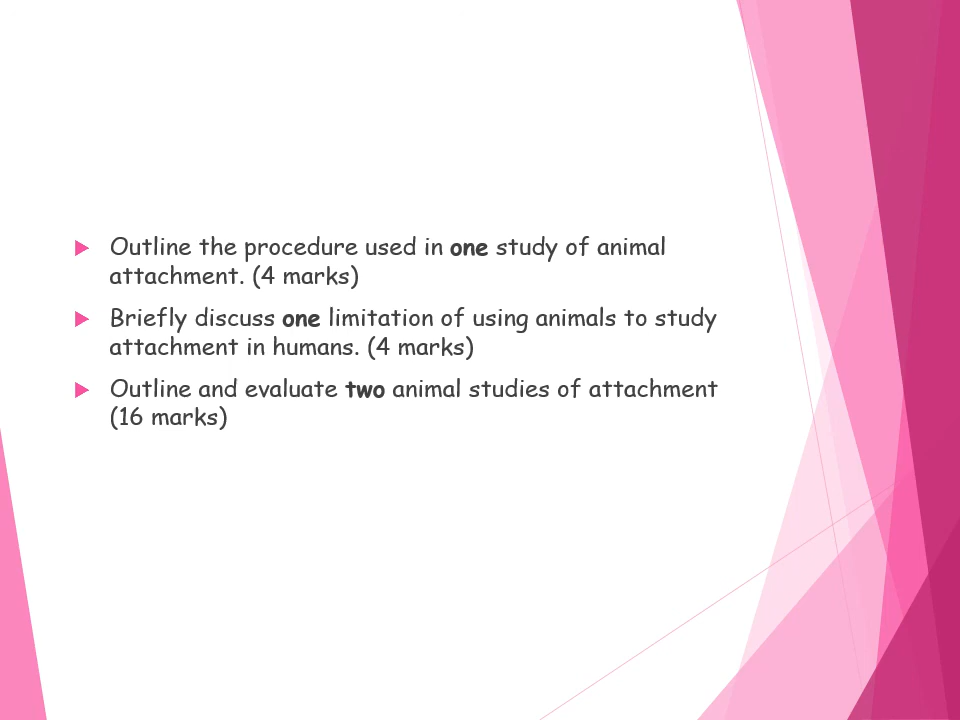 Outline the procedure used in one study of animal
attachment. (4 marks)
Briefly discuss one limitation of using animals to study
attachment in humans. (4 marks)
Outline and evaluate two animal studies of attachment
(16 marks)